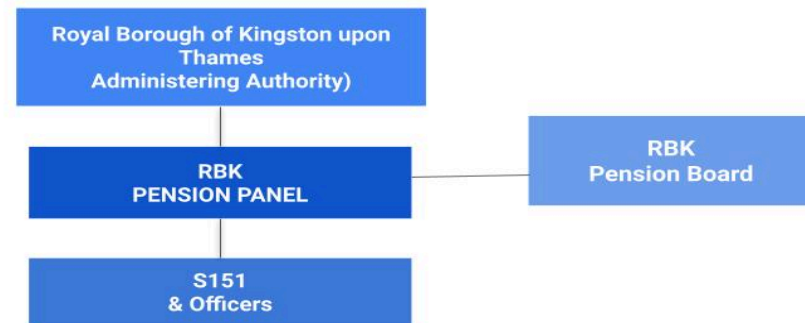 Royal Borough of Kingston upon
Thames
Administering Authority)
RBK
PENSION PANEL
RBK
Pension Board
S151
& Officers